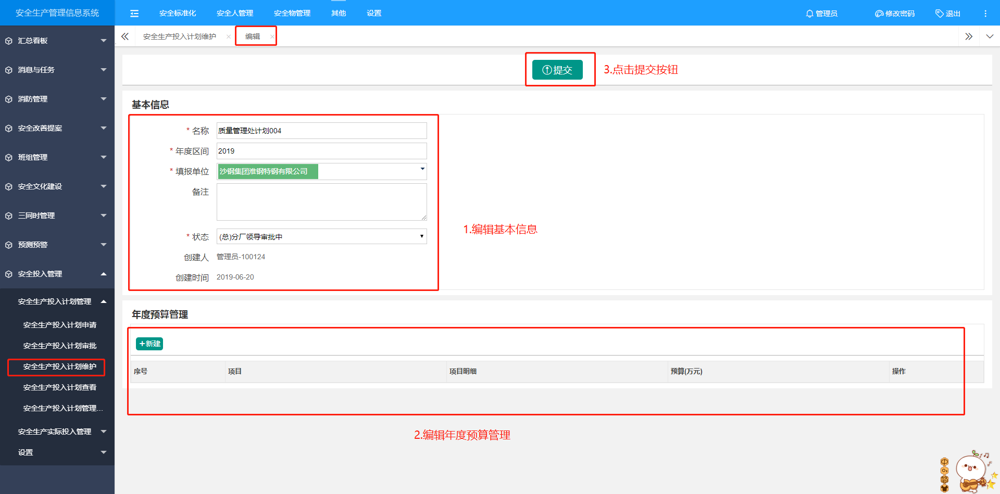 安全生产管理信息系统
安全标准化 安全人管理 安全物管理 其他 设置
管理员 修改密码 退出
安全生产投入计划维护 × 编辑 ×
汇总看板
消息与任务
消防管理
安全改善提案
班组管理
安全文化建设
三同时管理
预测预警
安全投入管理
安全生产投入计划管理
安全生产投入计划申请
安全生产投入计划审批
安全生产投入计划维护
安全生产投入计划查看
安全生产投入计划管理...
安全生产实际投入管理
设置
提交
3.点击提交按钮
基本信息
* 名称 质量管理处计划004
* 年度区间 2019
* 填报单位 沙钢集团淮钢特钢有限公司
备注
* 状态 (总)分厂领导审批中
创建人 管理员-100124
创建时间 2019-06-20
1.编辑基本信息
年度预算管理
+新建
序号 项目 项目明细 预算(万元) 操作
2.编辑年度预算管理
中
简